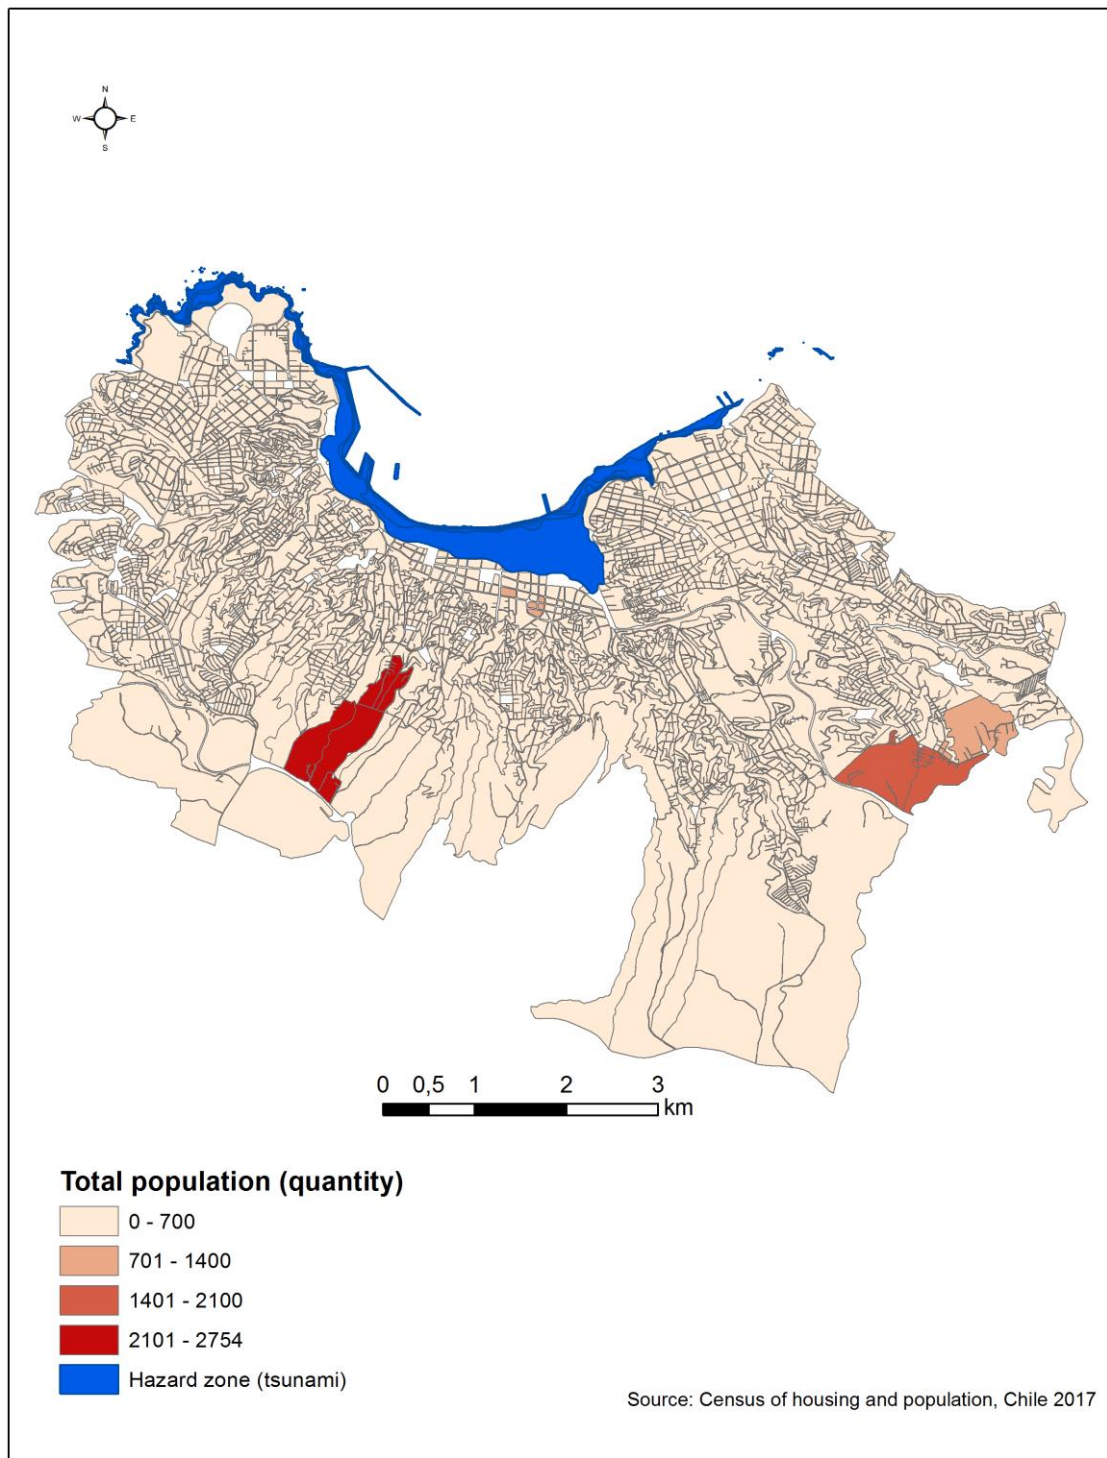 N
W E
S
0 0,5 1 2 3
km
Total population (quantity)
0 - 700
701 - 1400
1401 - 2100
2101 - 2754
Hazard zone (tsunami)
Source: Census of housing and population, Chile 2017